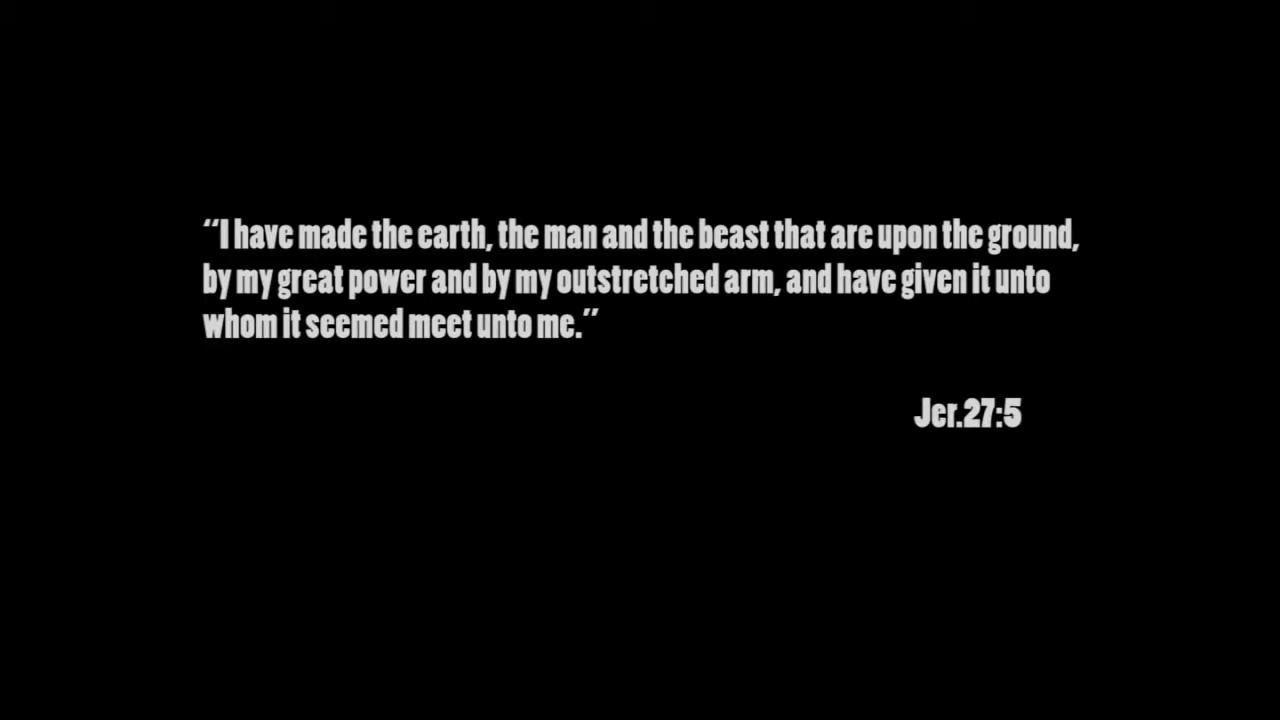 “I have made the earth, the man and the beast that are upon the ground,
by my great power and by my outstretched arm, and have given it unto
whom it seemed meet unto me.”
Jer.27:5